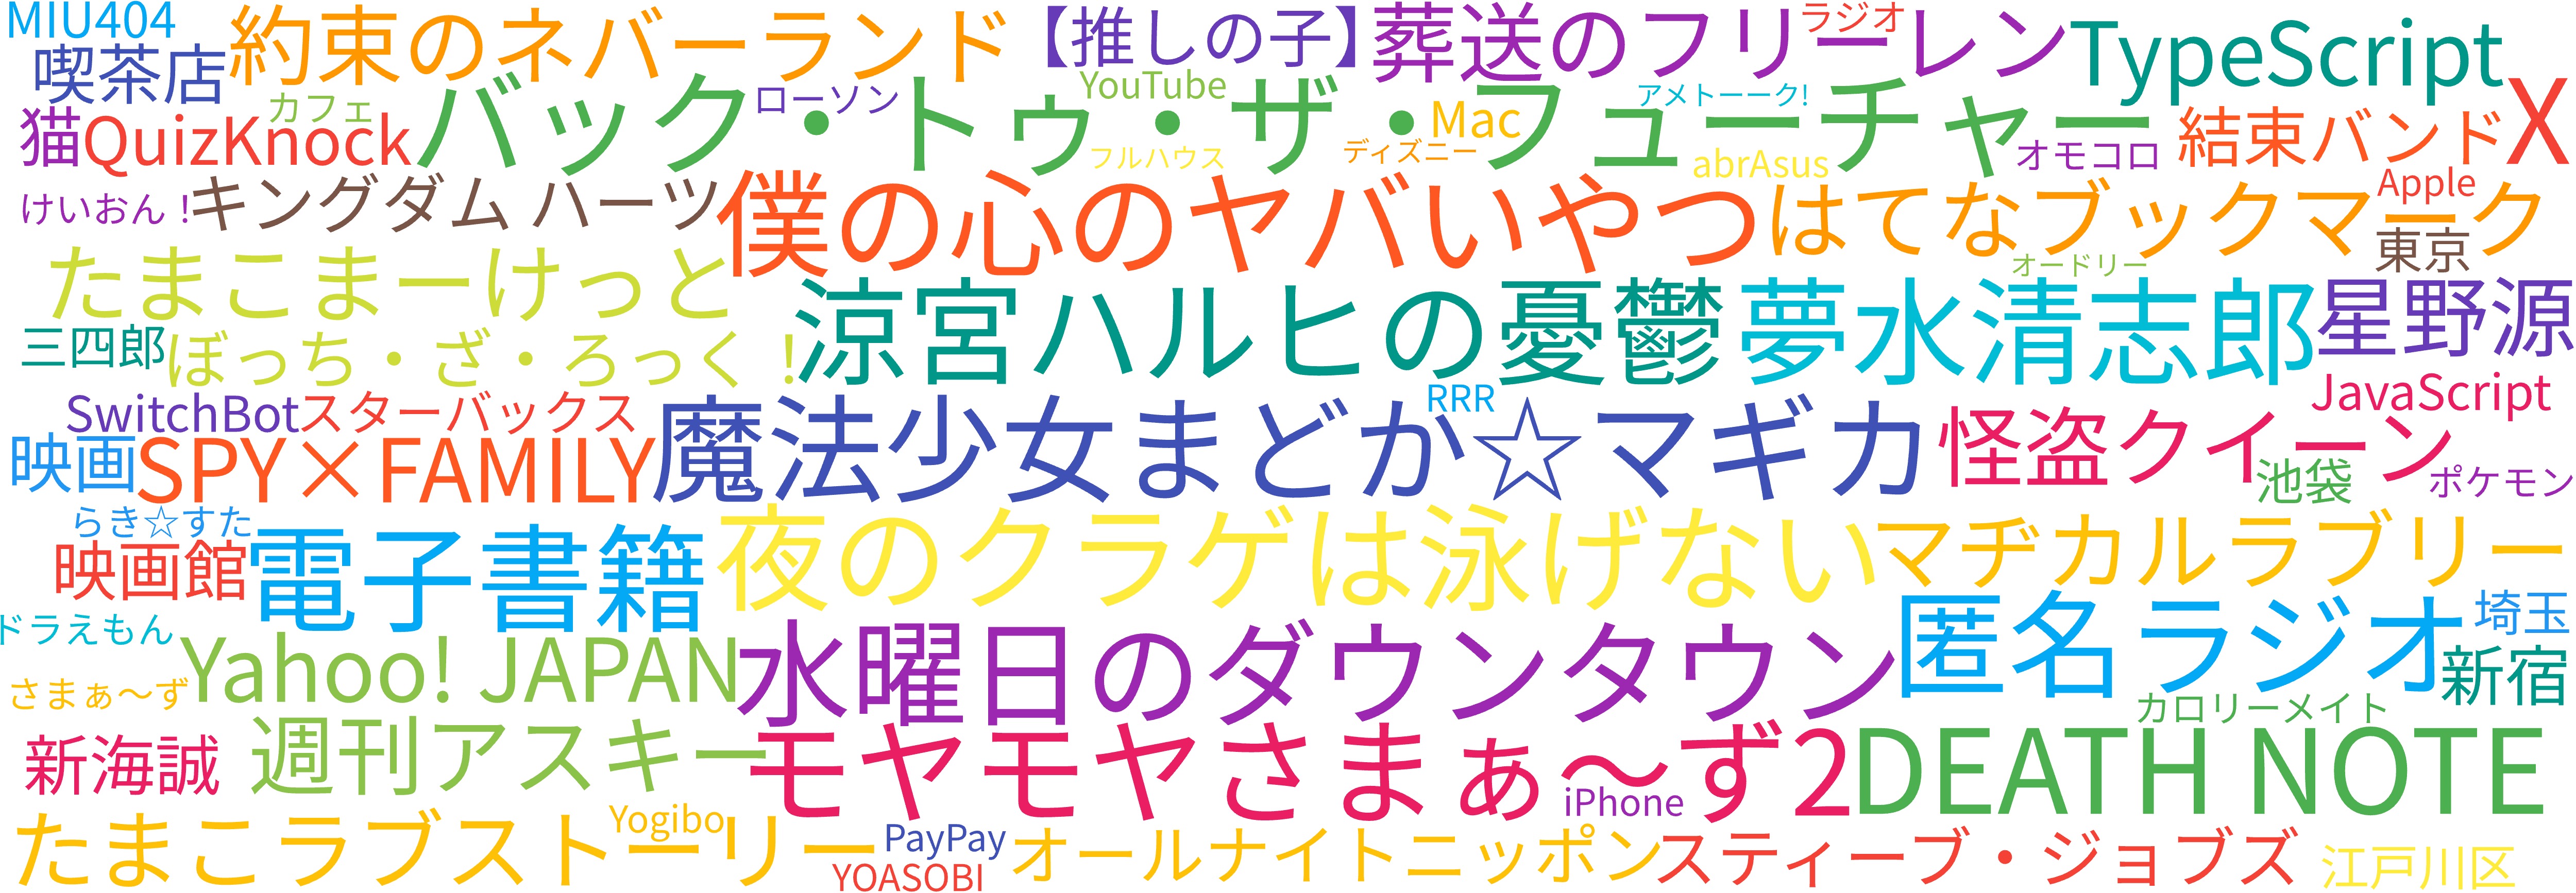 MIU404
約束のネバーランド
【推しの子】
葬送のフリーレン
ラジオ
TypeScript
喫茶店
カフェ
バック・トゥ・ザ・フューチャー
ローソン
YouTube
Mac
アメトーーク!
X
猫
QuizKnock
フルハウス
ディズニー
abrAsus
オモコロ
結束バンド
けいおん！
キングダム ハーツ
僕の心のヤバいやつ
はてなブックマーク
Apple
東京
たまこまーけっと
オードリー
三四郎
ぼっち・ざ・ろっく！
涼宮ハルヒの憂鬱
夢水清志郎
星野源
SwitchBot
スターバックス
RRR
JavaScript
映画
SPY×FAMILY
魔法少女まどか☆マギカ
怪盗クイーン
池袋
ポケモン
らき☆すた
映画館
電子書籍
夜のクラゲは泳げない
マヂカルラブリー
ドラえもん
Yahoo! JAPAN
水曜日のダウンタウン
匿名ラジオ
埼玉
さまぁ～ず
新宿
カロリーメイト
新海誠
週刊アスキー
モヤモヤさまぁ～ず2
iPhone
DEATH NOTE
たまこラブストーリー
Yogibo
PayPay
YOASOBI
オールナイトニッポン
スティーブ・ジョブズ
江戸川区